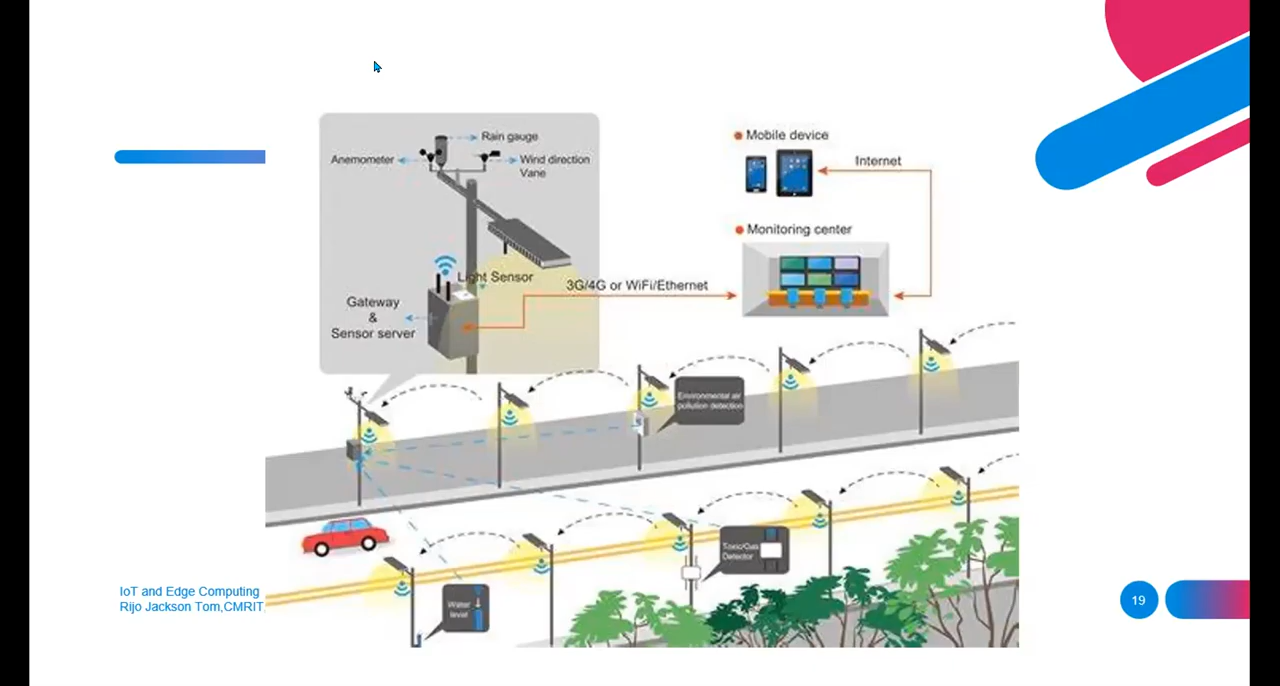 Rain gauge
Anemometer
Wind direction
Vane
Light Sensor
Gateway
&
Sensor server
3G/4G or WiFi/Ethernet
Mobile device
Internet
Monitoring center
Environmental air
pollution detection
Toxic/Gas
Detector
Water
level
IoT and Edge Computing
Rijo Jackson Tom,CMRIT
19